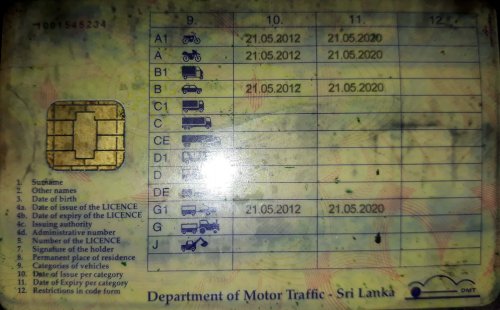 1001545234
9. 10. 11. 12.
A1 21.05.2012 21.05.2020
A 21.05.2012 21.05.2020
B1
B 21.05.2012 21.05.2020
C1
C
CE
D1
D
DE
G1 21.05.2012 21.05.2020
G
J
1. Surname
2. Other names
3. Date of birth
4a. Date of issue of the LICENCE
4b. Date of expiry of the LICENCE
4c. Issuing authority
4d. Administrative number
5. Number of the LICENCE
7. Signature of the holder
8. Permanent place of residence
9. Categories of vehicles
10. Date of Issue per category
11. Date of Expiry per category
12. Restrictions in code form
Department of Motor Traffic - Sri Lanka
DMT